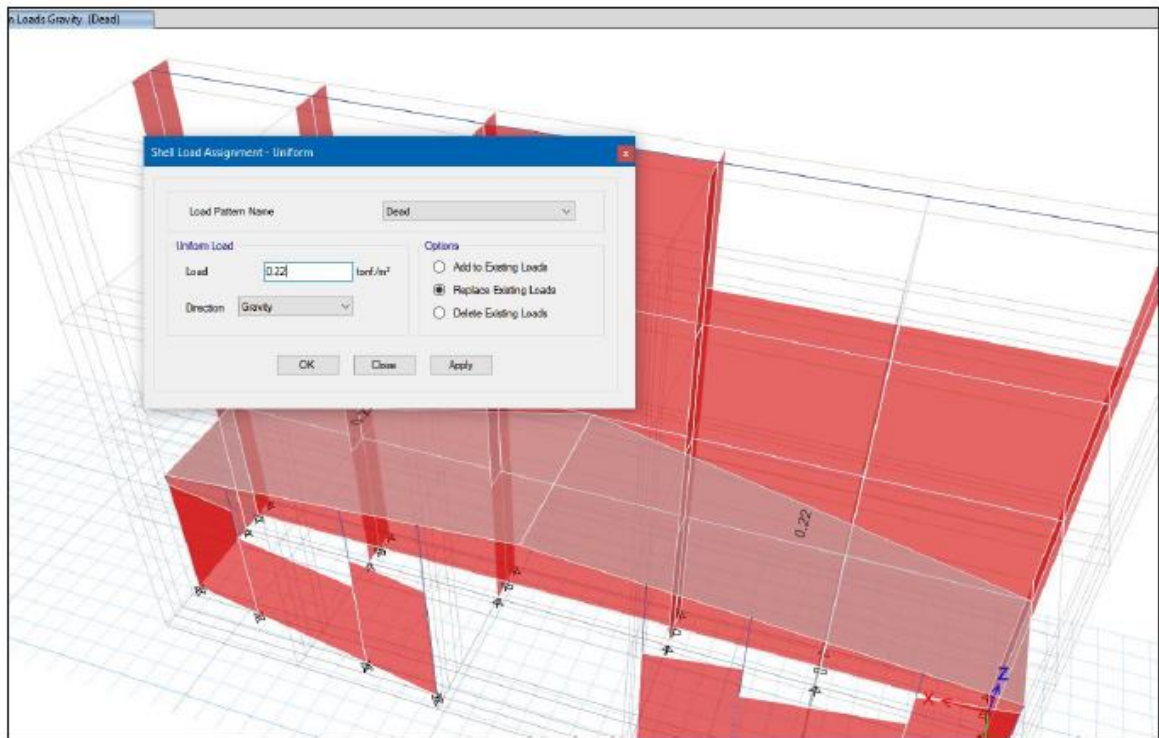 n Loads Gravity (Dead)
Shell Load Assignment - Uniform
x
Load Pattern Name
Dead
Uniform Load
Load
0.22
tonf/m²
Direction
Gravity
Options
Add to Existing Loads
Replace Existing Loads
Delete Existing Loads
OK
Close
Apply
0.22
X
Z